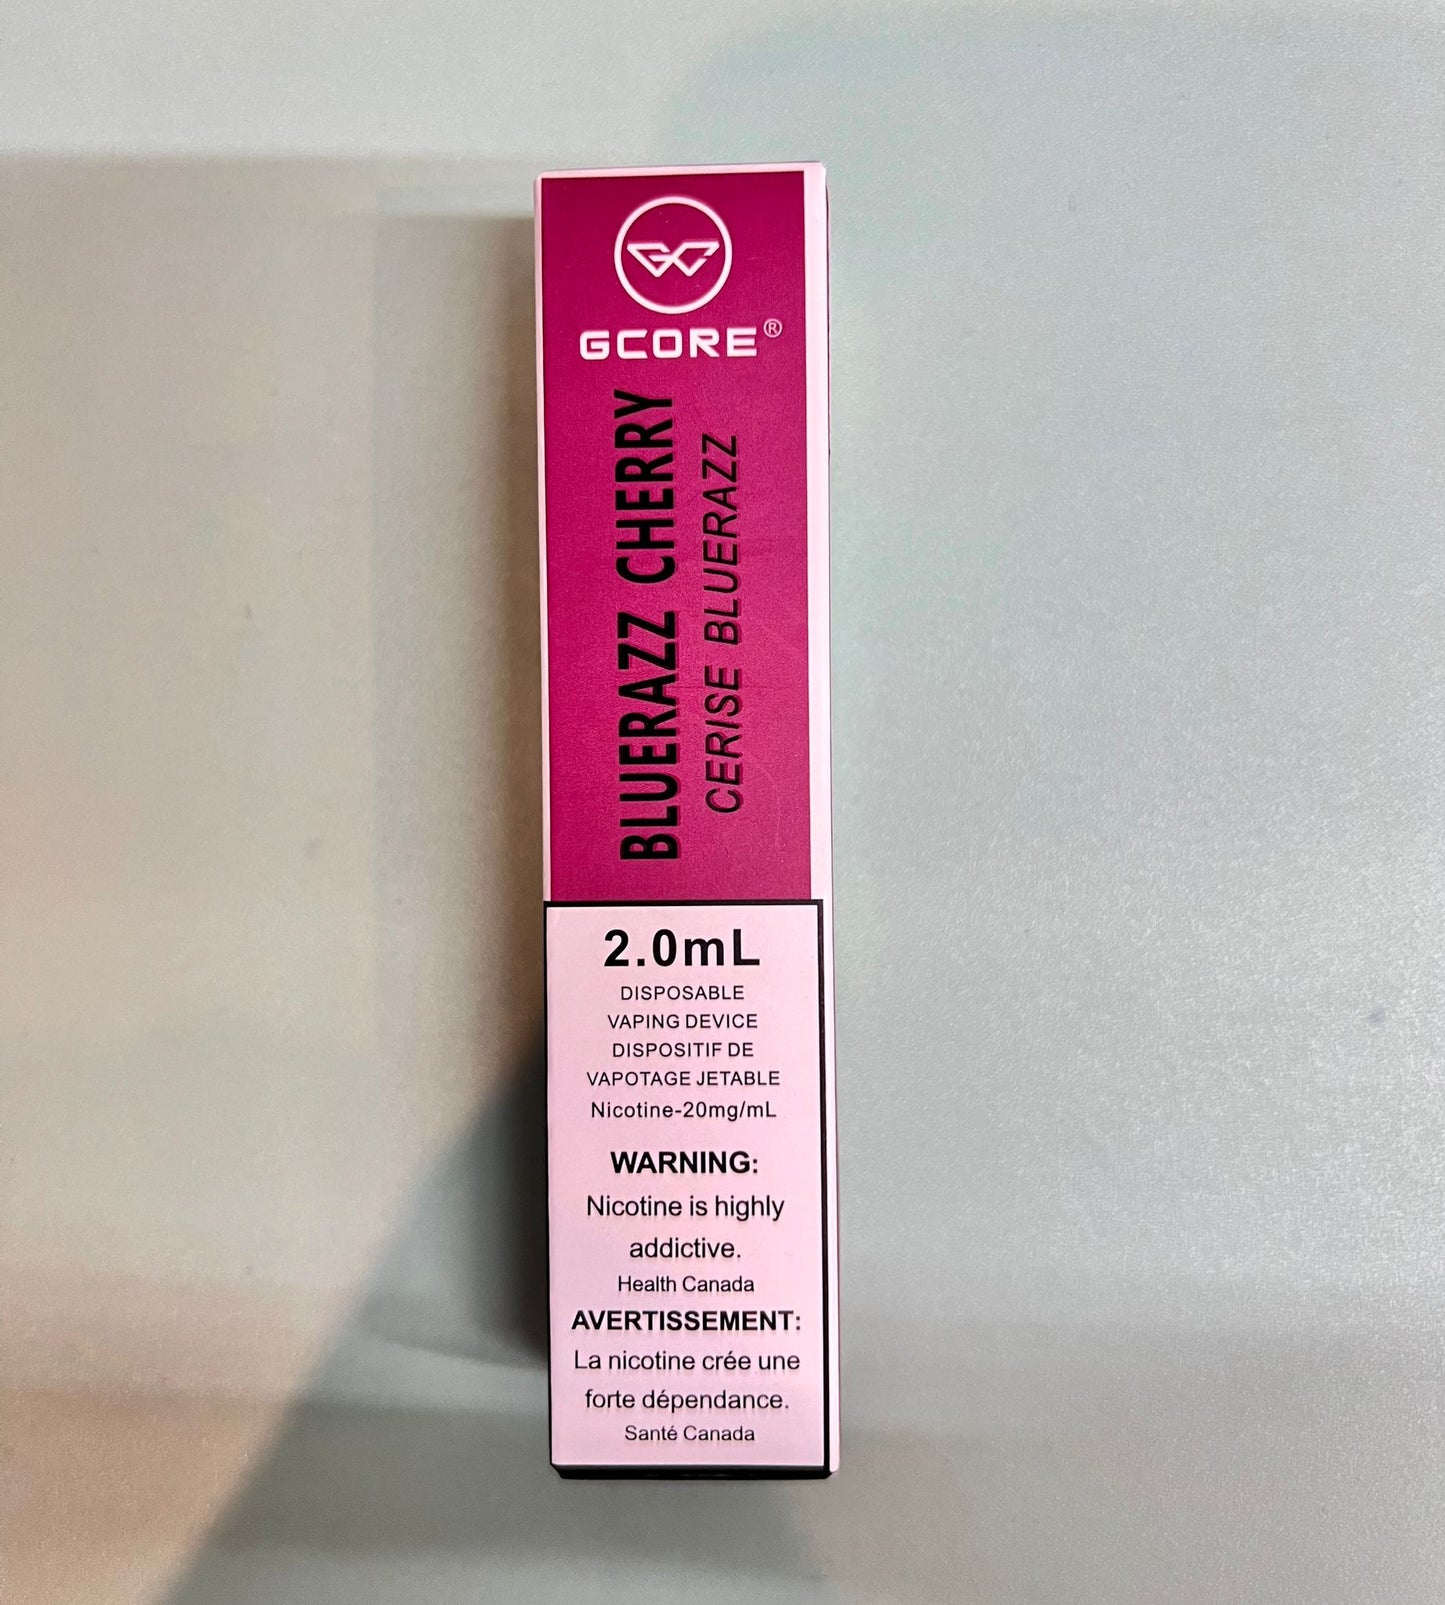 GC
GCORE®
BLUERAZZ CHERRY
CERISE BLUERAZZ
2.0mL
DISPOSABLE
VAPING DEVICE
DISPOSITIF DE
VAPOTAGE JETABLE
Nicotine-20mg/mL
WARNING:
Nicotine is highly
addictive.
Health Canada
AVERTISSEMENT:
La nicotine crée une
forte dépendance.
Santé Canada